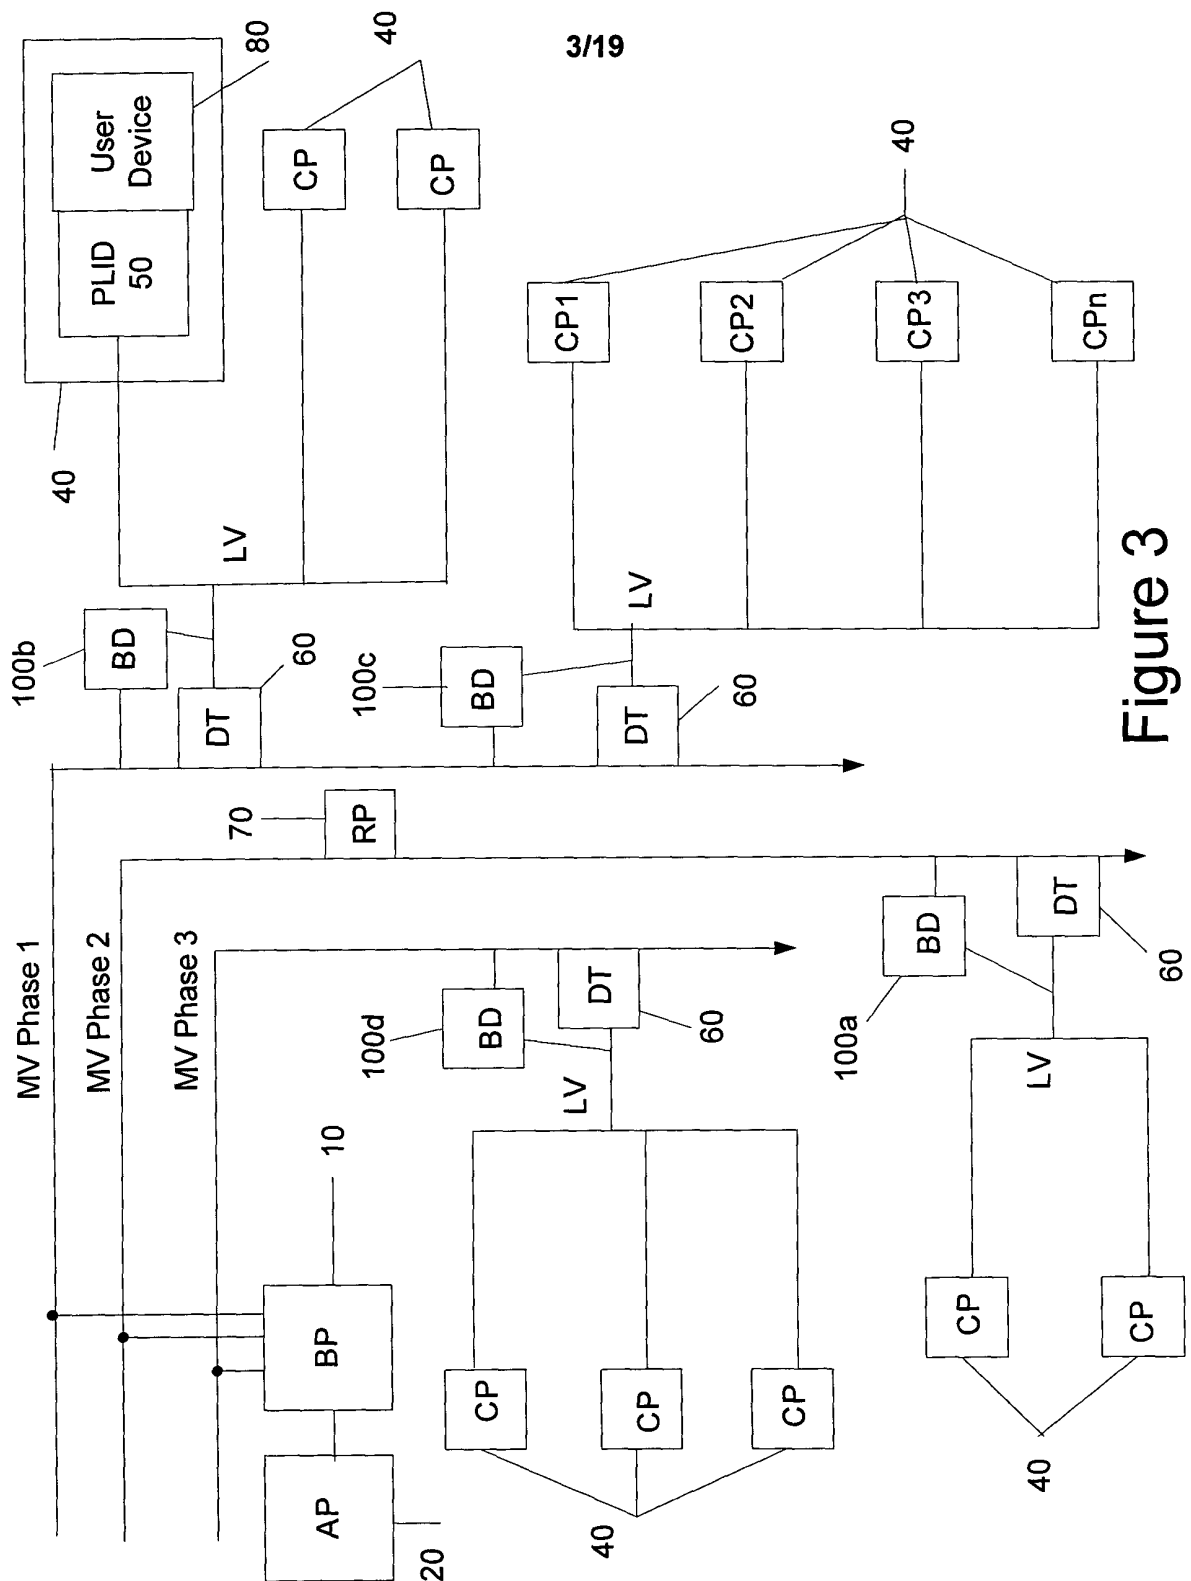 3/19
MV Phase 1
MV Phase 2
MV Phase 3
AP
20
BP
10
100b
BD
DT
60
LV
40
PLID
50
User
Device
80
CP
CP
40
100c
BD
DT
60
LV
CP1
CP2
CP3
CPn
40
70
RP
100d
BD
DT
60
LV
CP
CP
CP
40
100a
BD
DT
60
LV
CP
CP
40
Figure 3